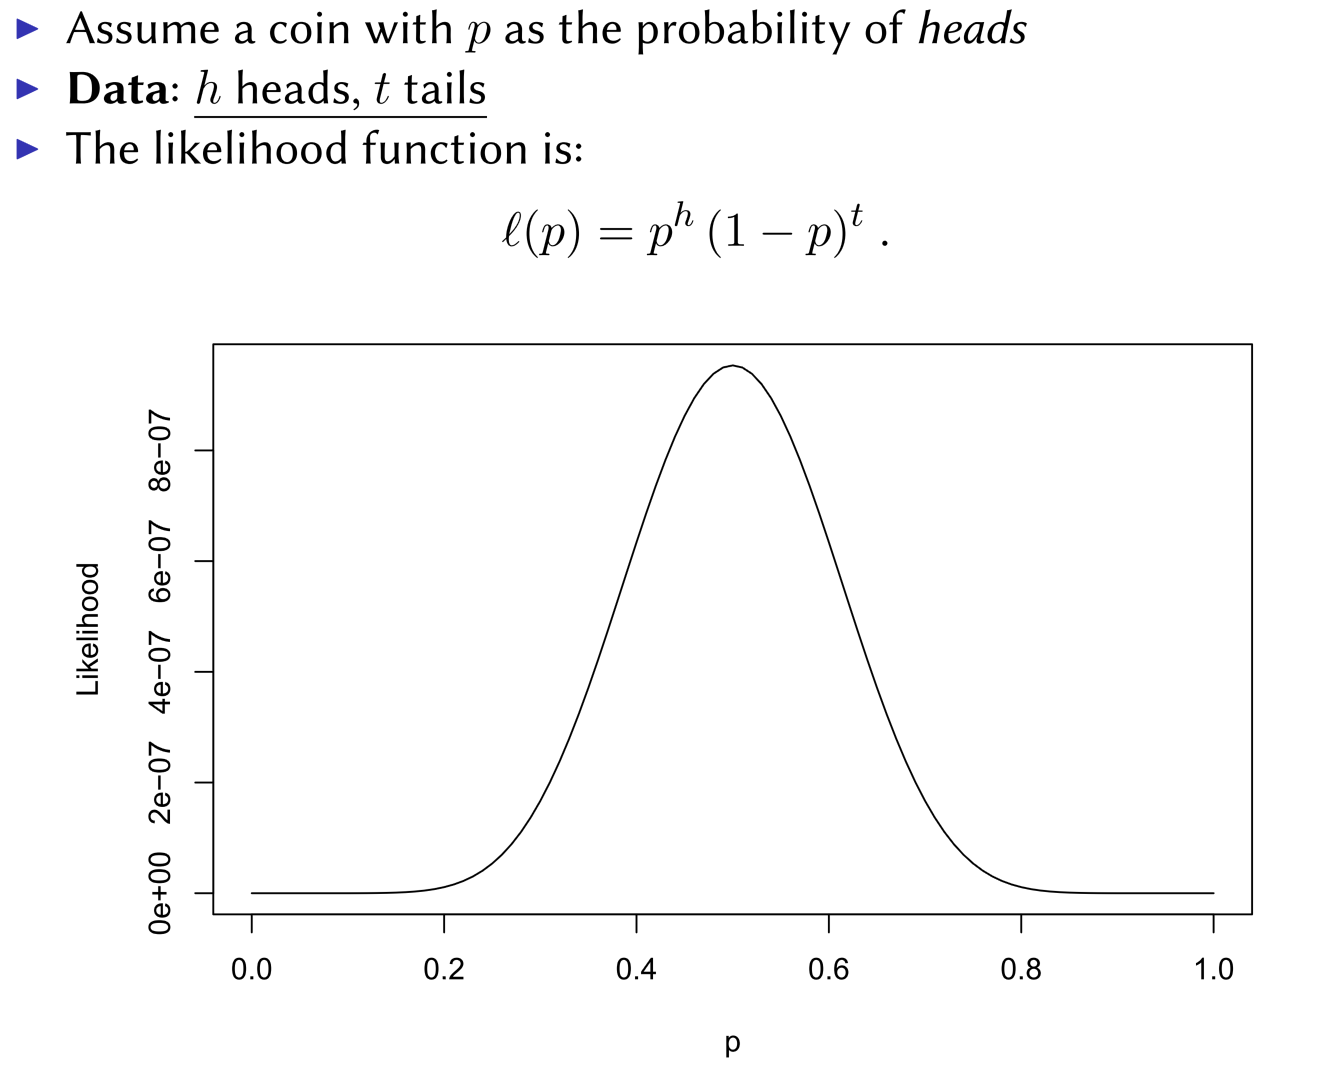 ▶ Assume a coin with p as the probability of heads
▶ Data: h heads, t tails
▶ The likelihood function is:
ℓ(p) = p^h (1 − p)^t .
8e−07
6e−07
4e−07
2e−07
0e+00
Likelihood
0.0 0.2 0.4 0.6 0.8 1.0
p